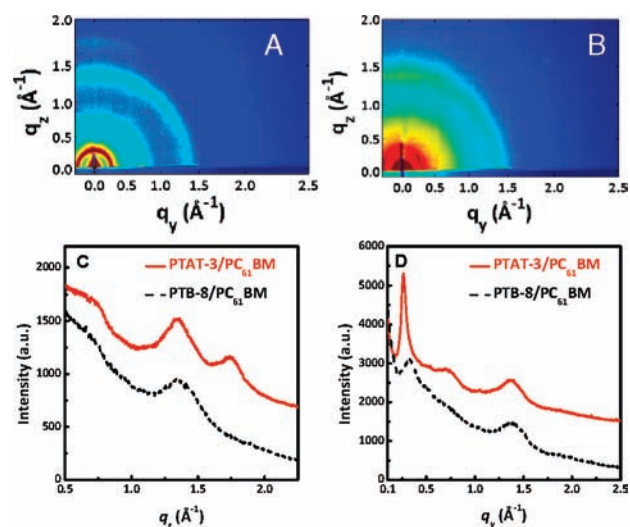 A
B
2.0
1.5
1.0
0.5
0.0
q_z (Å⁻¹)
0.0 0.5 1.0 1.5 2.5
q_y (Å⁻¹)
2.0
1.5
1.0
0.5
0.0
q_z (Å⁻¹)
0.0 0.5 1.0 1.5 2.5
q_y (Å⁻¹)
C
PTAT-3/PC₆₁BM
PTB-8/PC₆₁BM
2000
1500
1000
500
0
Intensity (a.u.)
0.5 1.0 1.5 2.0
q_z (Å⁻¹)
D
PTAT-3/PC₆₁BM
PTB-8/PC₆₁BM
6000
5000
4000
3000
2000
1000
0
Intensity (a.u.)
0.1 0.5 1.0 1.5 2.0 2.5
q_y (Å⁻¹)